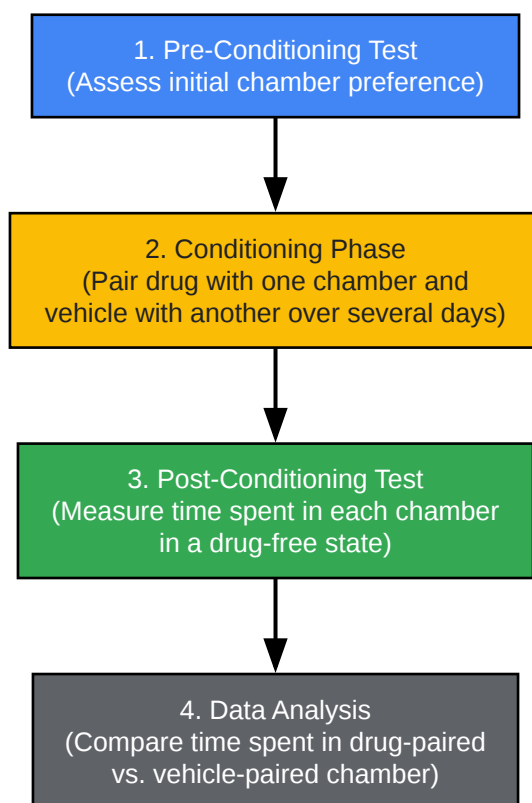 1. Pre-Conditioning Test
(Assess initial chamber preference)
2. Conditioning Phase
(Pair drug with one chamber and
vehicle with another over several days)
3. Post-Conditioning Test
(Measure time spent in each chamber
in a drug-free state)
4. Data Analysis
(Compare time spent in drug-paired
vs. vehicle-paired chamber)